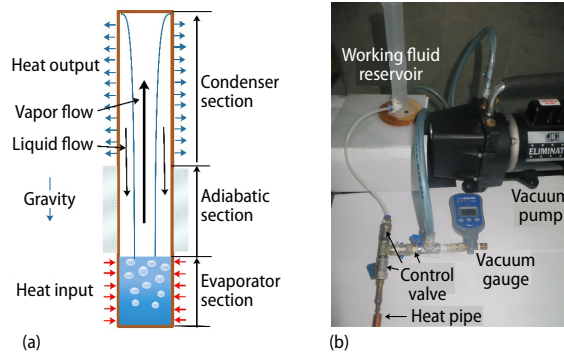 Heat output
Vapor flow
Liquid flow
Gravity
Heat input
Condenser
section
Adiabatic
section
Evaporator
section
(a)
Working fluid
reservoir
JB
ELIMINAT
Vacuum
pump
Vacuum
gauge
Control
valve
Heat pipe
(b)